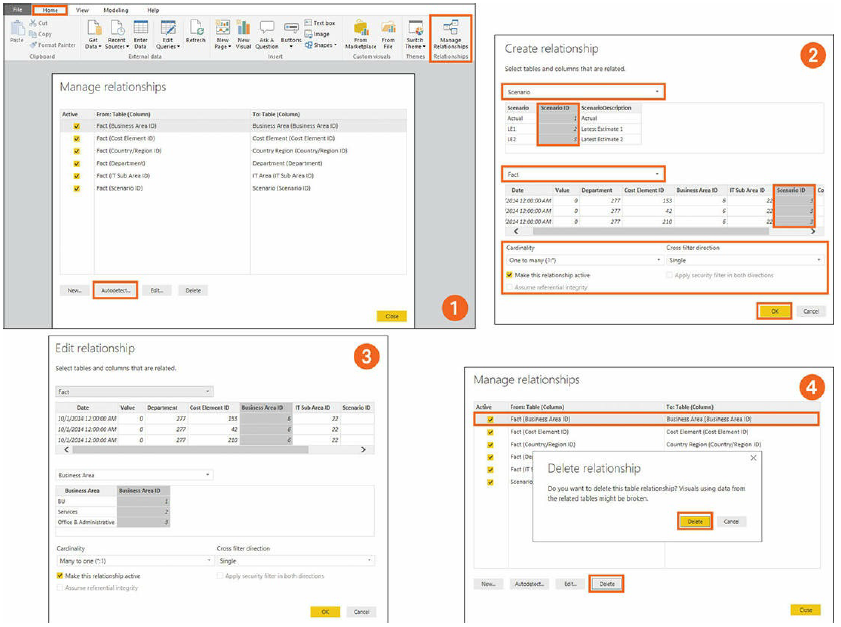 File Home View Modeling Help
Paste
Cut
Copy
Format Painter
Clipboard
Get Data
Recent Sources
Enter Data
Edit Queries
External data
Refresh
New Page
New Visual
Ask A Question
Buttons
Text box
Image
Shapes
Insert
From Marketplace
From File
Custom visuals
Switch Theme
Themes
Manage Relationships
Relationships
Manage relationships
Active From: Table (Column) To: Table (Column)
Fact (Business Area ID) Business Area (Business Area ID)
Fact (Cost Element ID) Cost Element (Cost Element ID)
Fact (Country/Region ID) Country Region (Country/Region ID)
Fact (Department) Department (Department)
Fact (IT Sub Area ID) IT Area (IT Sub Area ID)
Fact (Scenario ID) Scenario (Scenario ID)
New... Autodetect... Edit... Delete
Close
1
Create relationship
2
Select tables and columns that are related.
Scenario
Scenario Scenario ID ScenarioDescription
Actual 1 Actual
LE1 2 Latest Estimate 1
LE2 3 Latest Estimate 2
Fact
Date Value Department Cost Element ID Business Area ID IT Sub Area ID Scenario ID Co
/2014 12:00:00 AM 0 277 153 6 22
/2014 12:00:00 AM 0 277 42 6 22
/2014 12:00:00 AM 0 277 210 6 22
Cardinality Cross filter direction
One to many (1:*) Single
Make this relationship active Apply security filter in both directions
Assume referential integrity
OK Cancel
Edit relationship
3
Select tables and columns that are related.
Fact
Date Value Department Cost Element ID Business Area ID IT Sub Area ID Scenario ID
10/1/2014 12:00:00 AM 0 277 153 6 22
10/1/2014 12:00:00 AM 0 277 42 6 22
10/1/2014 12:00:00 AM 0 277 210 6 22
Business Area
Business Area Business Area ID
BU 1
Services 2
Office & Administrative 3
Cardinality Cross filter direction
Many to one (*:1) Single
Make this relationship active Apply security filter in both directions
Assume referential integrity
OK Cancel
Manage relationships
4
Active From: Table (Column) To: Table (Column)
Fact (Business Area ID) Business Area (Business Area ID)
Fact (Cost Element ID) Cost Element (Cost Element ID)
Fact (Country/Region ID) Country Region (Country/Region ID)
Fact (De
Fact (IT
Scenario
Delete relationship
Do you want to delete this table relationship? Visuals using data from
the related tables might be broken.
Delete Cancel
New... Autodetect... Edit... Delete
Close